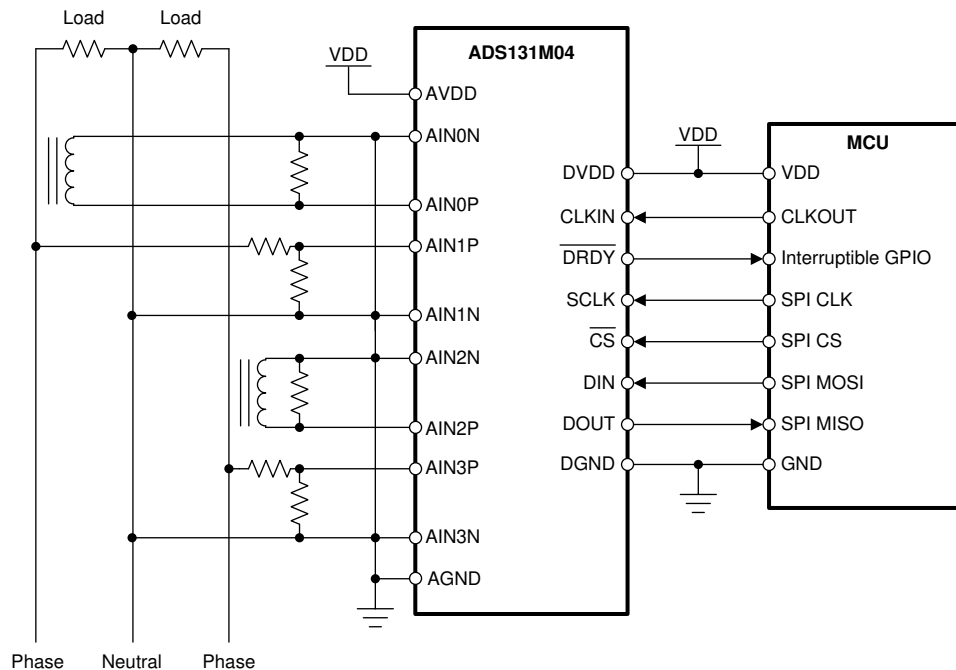 Load Load
VDD
ADS131M04
AVDD
AIN0N
AIN0P
AIN1P
AIN1N
AIN2N
AIN2P
AIN3P
AIN3N
AGND
DVDD
CLKIN
DRDY
SCLK
CS
DIN
DOUT
DGND
VDD
MCU
VDD
CLKOUT
Interruptible GPIO
SPI CLK
SPI CS
SPI MOSI
SPI MISO
GND
Phase Neutral Phase